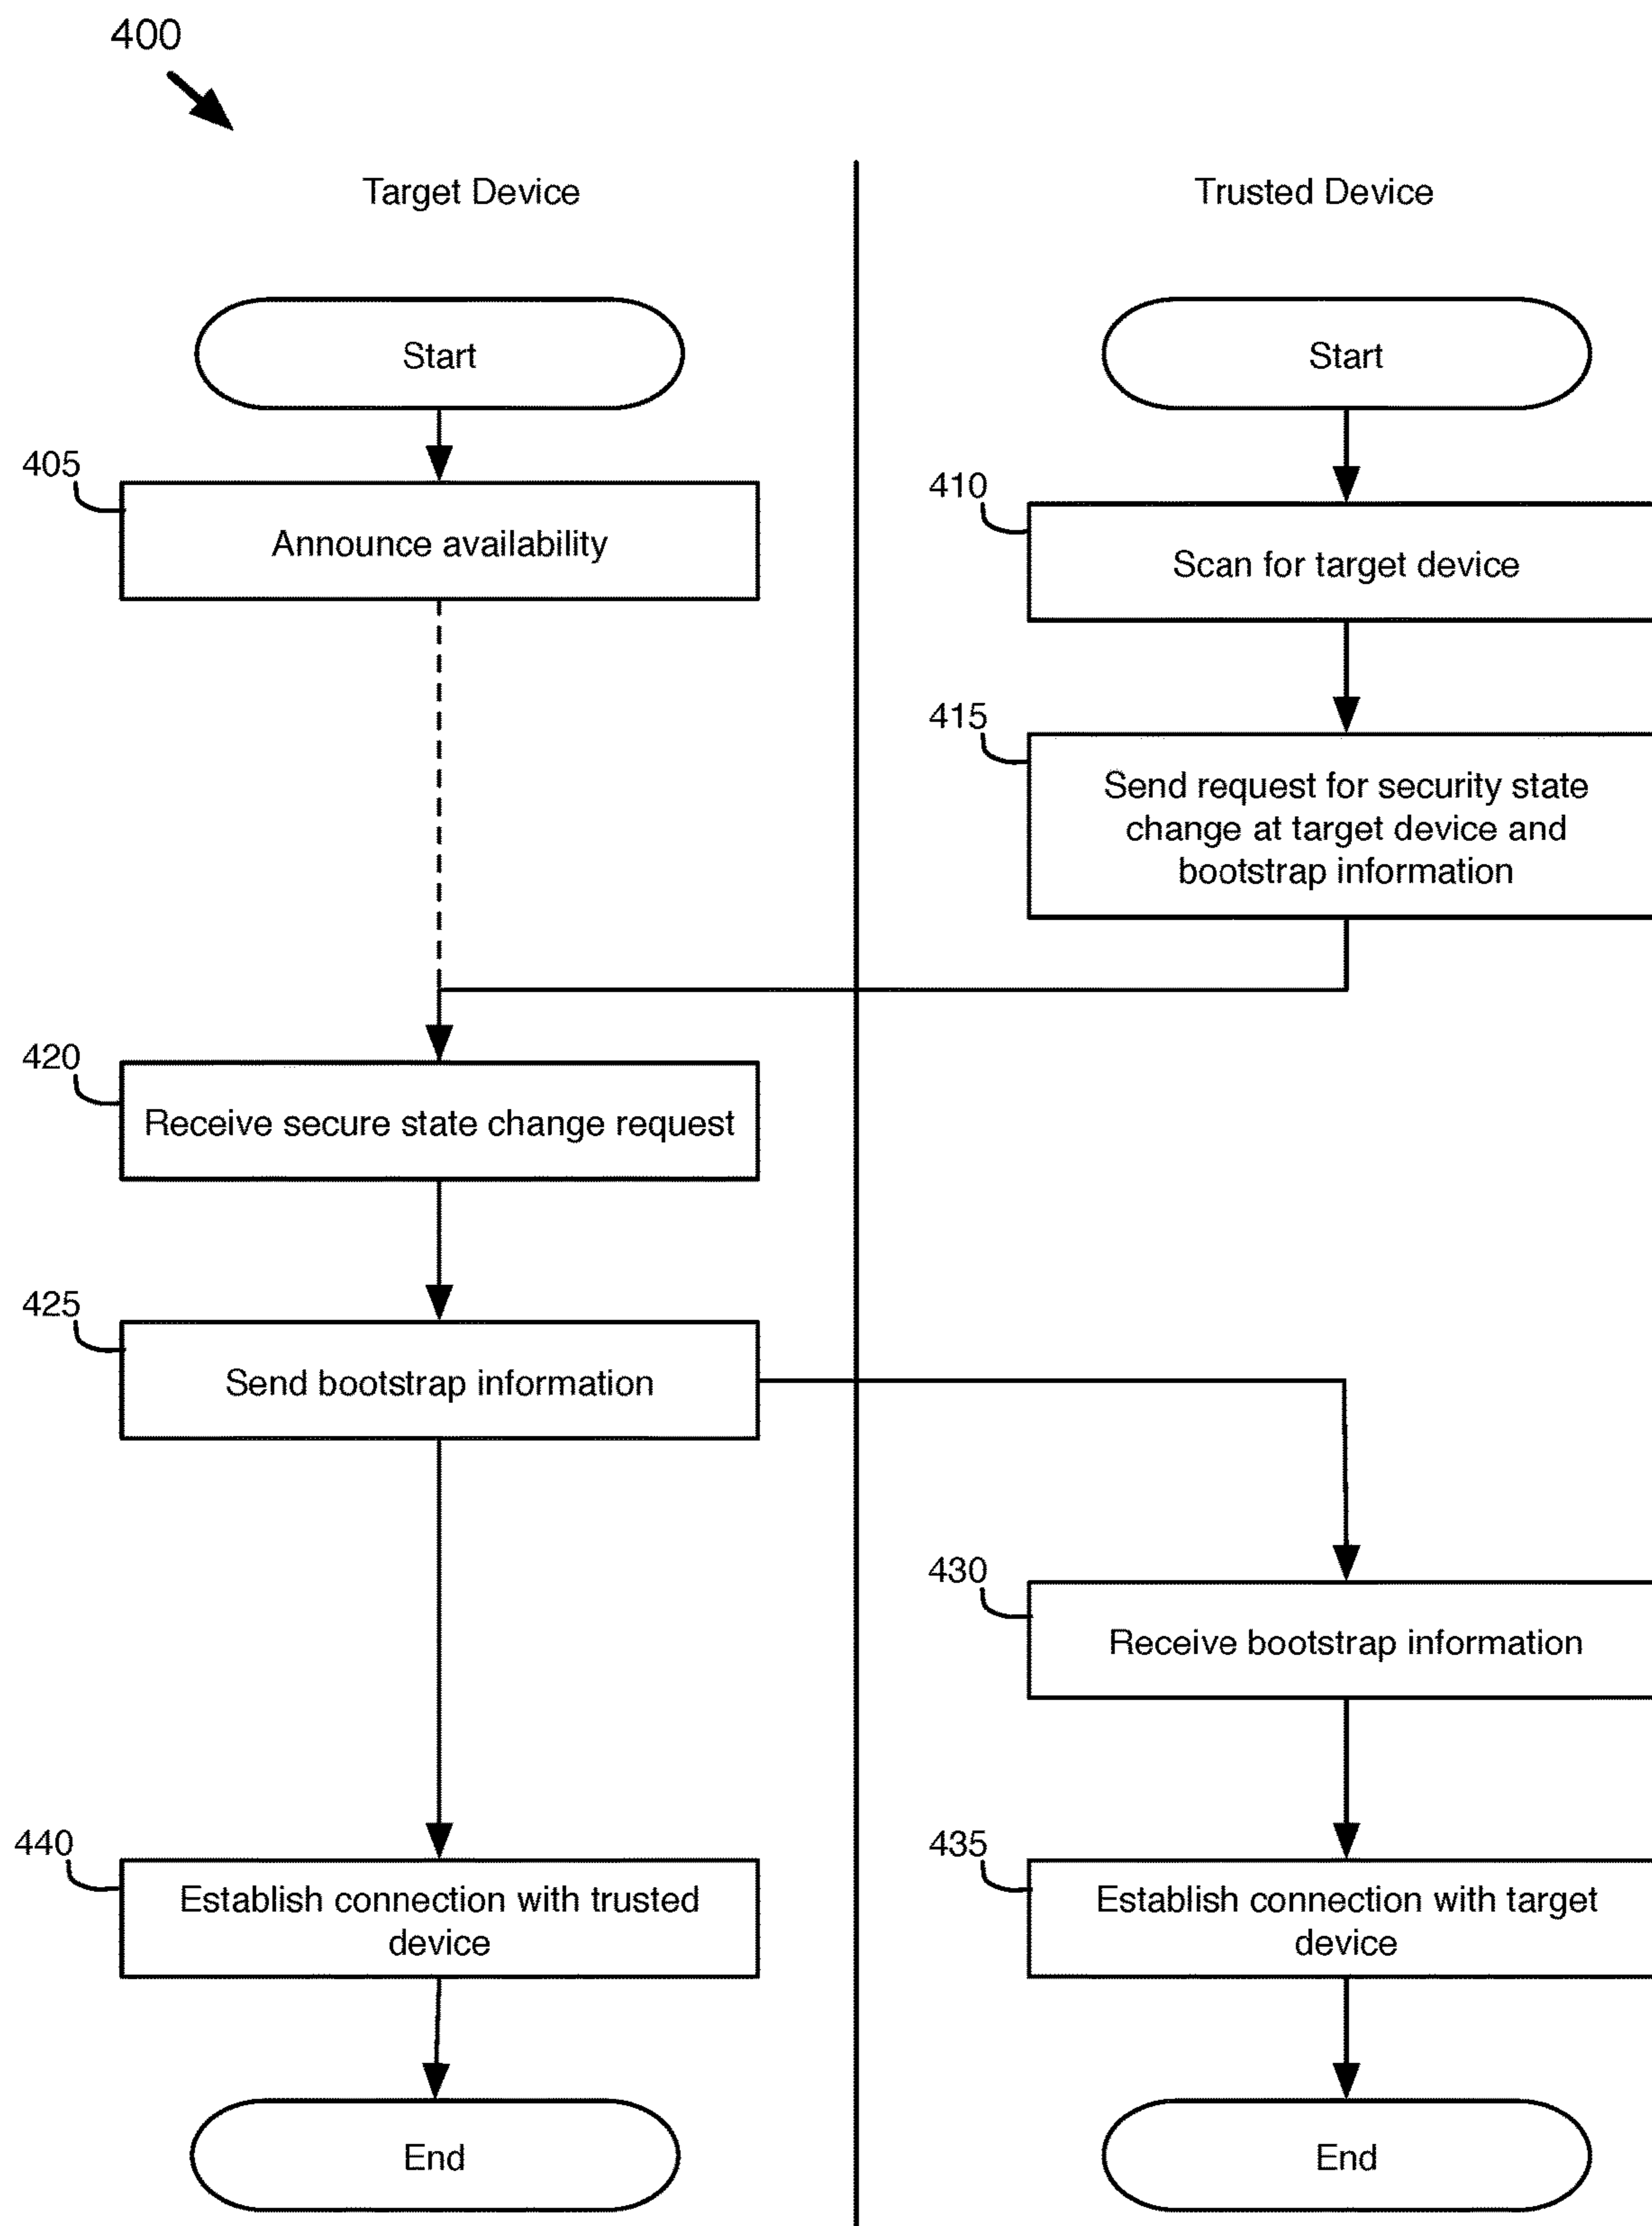 400
Target Device
Trusted Device
Start
Start
405
Announce availability
410
Scan for target device
415
Send request for security state
change at target device and
bootstrap information
420
Receive secure state change request
425
Send bootstrap information
430
Receive bootstrap information
440
Establish connection with trusted
device
435
Establish connection with target
device
End
End